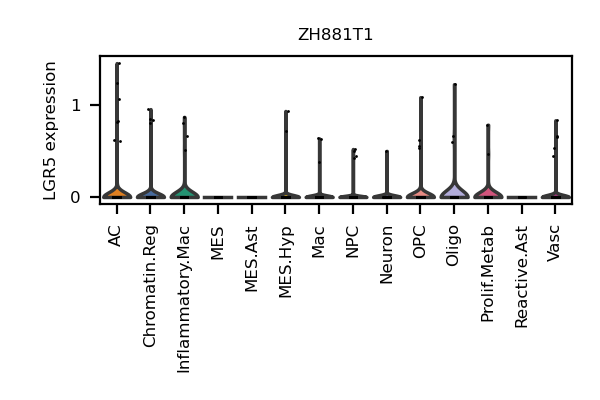 ZH881T1
LGR5 expression
1
0
AC
Chromatin.Reg
Inflammatory.Mac
MES
MES.Ast
MES.Hyp
Mac
NPC
Neuron
OPC
Oligo
Prolif.Metab
Reactive.Ast
Vasc